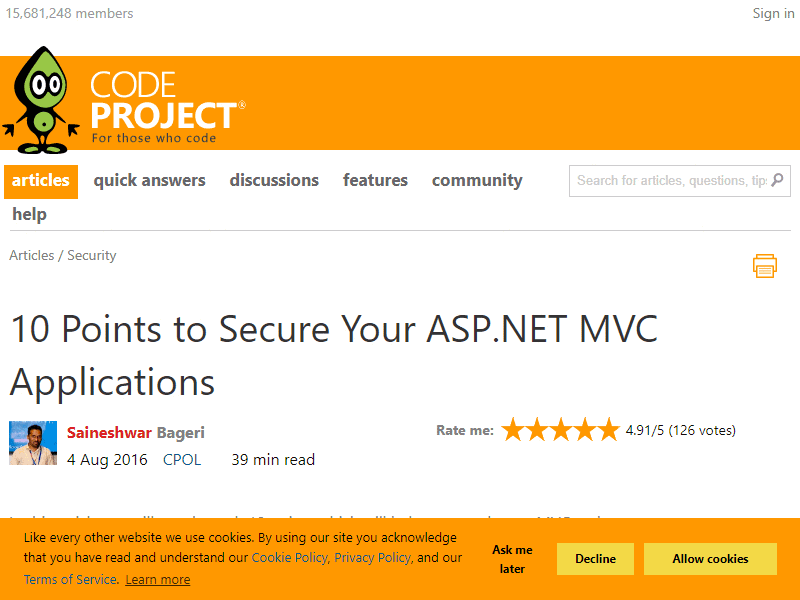 15,681,248 members
Sign in
CODE
PROJECT®
For those who code
articles quick answers discussions features community
Search for articles, questions, tips
help
Articles / Security
10 Points to Secure Your ASP.NET MVC
Applications
Saineshwar Bageri
Rate me: 4.91/5 (126 votes)
4 Aug 2016 CPOL 39 min read
Like every other website we use cookies. By using our site you acknowledge
that you have read and understand our Cookie Policy, Privacy Policy, and our
Terms of Service. Learn more
Ask me
later
Decline
Allow cookies